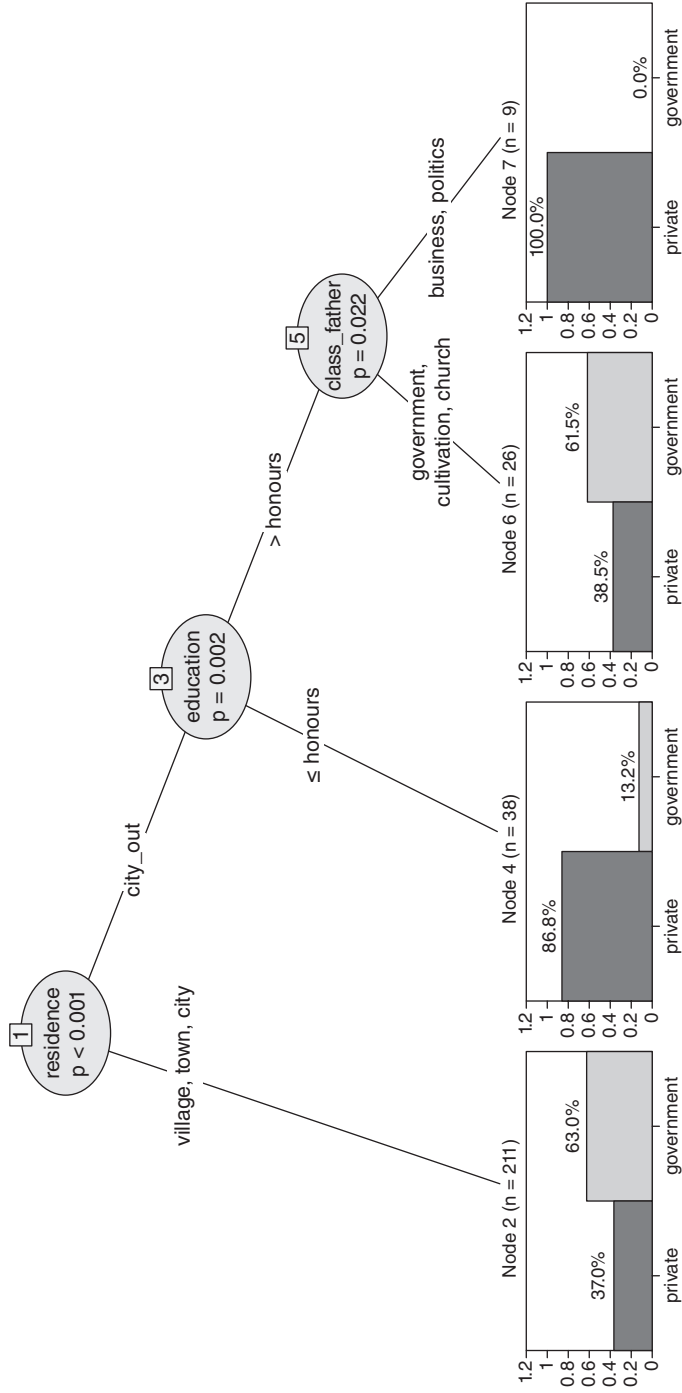 1
residence
p < 0.001
village, town, city
city_out
3
education
p = 0.002
≤ honours
> honours
5
class_father
p = 0.022
government,
cultivation, church
business, politics
Node 2 (n = 211)
1.2
1
0.8
0.6
0.4
0.2
0
37.0%
63.0%
private
government
Node 4 (n = 38)
1.2
1
0.8
0.6
0.4
0.2
0
86.8%
13.2%
private
government
Node 6 (n = 26)
1.2
1
0.8
0.6
0.4
0.2
0
38.5%
61.5%
private
government
Node 7 (n = 9)
1.2
1
0.8
0.6
0.4
0.2
0
100.0%
0.0%
private
government